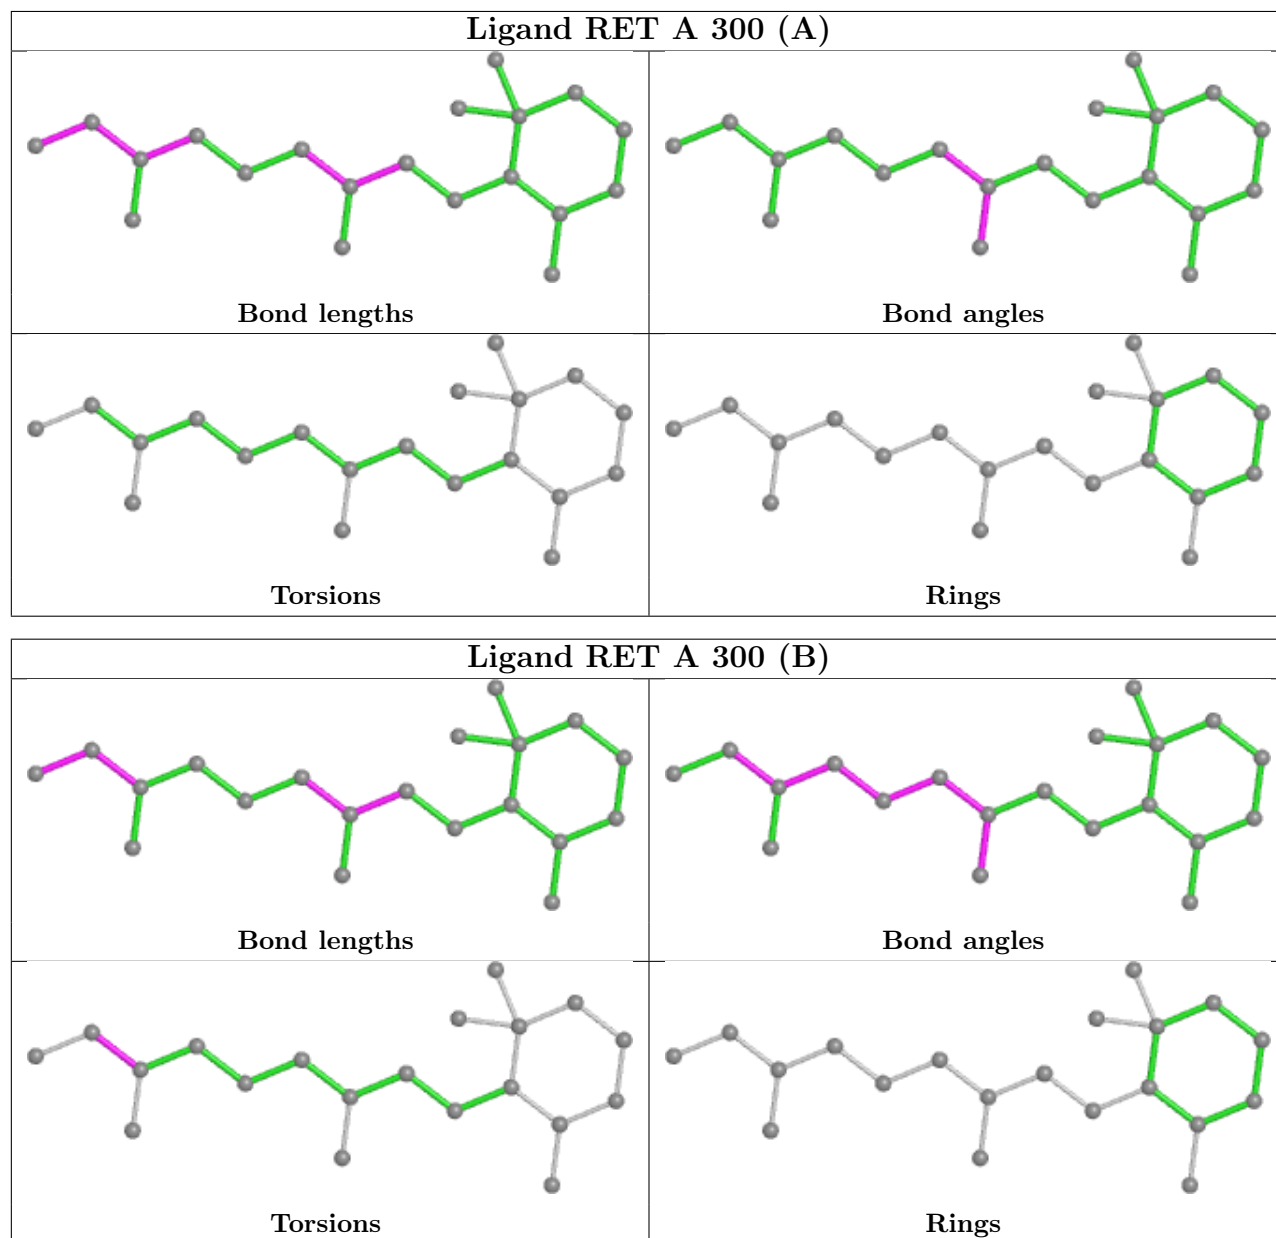 Ligand RET A 300 (A)
Bond lengths
Bond angles
Torsions
Rings
Ligand RET A 300 (B)
Bond lengths
Bond angles
Torsions
Rings